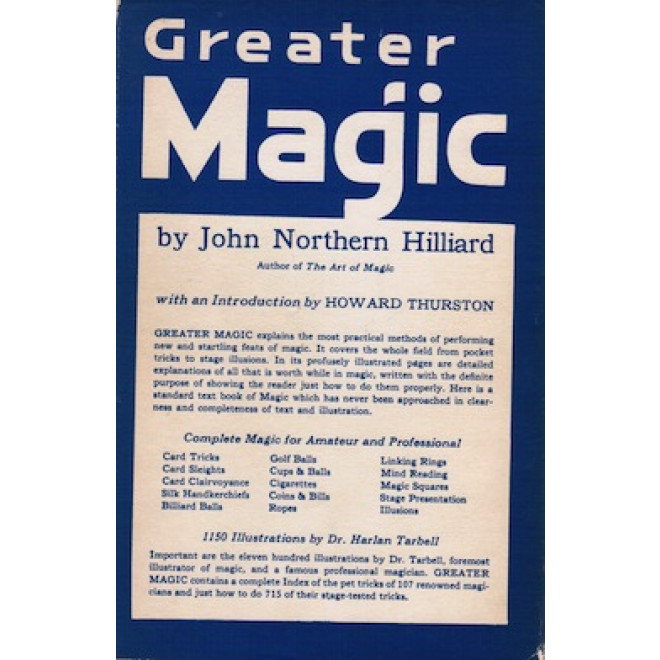 Greater
Magic
by John Northern Hilliard
Author of The Art of Magic
with an Introduction by HOWARD THURSTON
GREATER MAGIC explains the most practical methods of performing
new and startling feats of magic. It covers the whole field from pocket
tricks to stage illusions. In its profusely illustrated pages are detailed
explanations of all that is worth while in magic, written with the definite
purpose of showing the reader just how to do them properly. Here is a
standard text book of Magic which has never been approached in clear-
ness and completeness of text and illustration.
Complete Magic for Amateur and Professional
Card Tricks Golf Balls Linking Rings
Card Sleights Cups & Balls Mind Reading
Card Clairvoyance Cigarettes Magic Squares
Silk Handkerchiefs Coins & Bills Stage Presentation
Billiard Balls Ropes Illusions
1150 Illustrations by Dr. Harlan Tarbell
Important are the eleven hundred illustrations by Dr. Tarbell, foremost
illustrator of magic, and a famous professional magician. GREATER
MAGIC contains a complete Index of the pet tricks of 107 renowned magi-
cians and just how to do 715 of their stage-tested tricks.